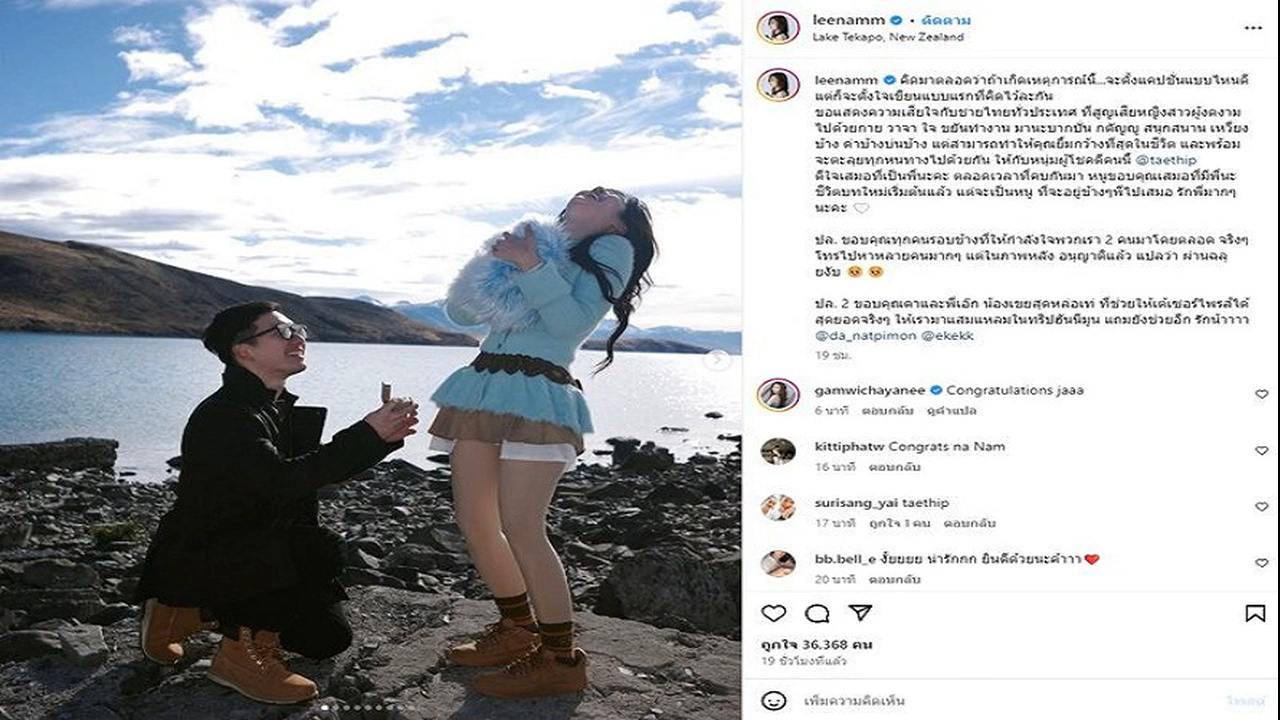 leenamm • ติดตาม
Lake Tekapo, New Zealand
leenamm คิดมาตลอดว่าถ้าเกิดเหตุการณ์นี้...จะตั้งแคปชั่นแบบไหนดี
แต่ก็จะตั้งใจเขียนแบบแรกที่คิดไว้ละกัน
ขอแสดงความเสียใจกับชายไทยทั่วประเทศ ที่สูญเสียหญิงสาวผู้งดงาม
ไปด้วยกาย วาจา ใจ ขยันทำงาน มานะบากบั่น กตัญญู สนุกสนาน เหวี่ยง
บ้าง ด่าบ้างบ่นบ้าง แต่สามารถทำให้คุณยิ้มกว้างที่สุดในชีวิต และพร้อม
จะตะลุยทุกหนทางไปด้วยกัน ให้กับหนุ่มผู้โชคดีคนนี้ @taethip
ดีใจเสมอที่เป็นพี่นะคะ ตลอดเวลาที่คบกันมา หนูขอบคุณเสมอที่มีพี่นะ
ชีวิตบทใหม่เริ่มต้นแล้ว แต่จะเป็นหนู ที่จะอยู่ข้างๆพี่ไปเสมอ รักพี่มากๆ
นะคะ 🤍
ปล. ขอบคุณทุกคนรอบข้างที่ให้กำลังใจพวกเรา 2 คนมาโดยตลอด จริงๆ
โทรไปหาหลายคนมากๆ แต่ในภาพหลัง อนุญาติแล้ว แปลว่า ผ่านฉลุ
ยงับ 😡 😡
ปล. 2 ขอบคุณดาและพี่เอ้ก น้องเขยสุดหล่อเท่ ที่ช่วยให้เต้เซอร์ไพรส์ได้
สุดยอดจริงๆ ให้เรามาแสมแหลมในทริปฮันนีมูน แถมยังช่วยอีก รักน้าาาา
@da_natpimon @ekekk
19 ชม.
gamwichayanee Congratulations jaaa
6 นาที ตอบกลับ ดูคำแปล
kittiphatw Congrats na Nam
16 นาที ตอบกลับ
surisang_yai taethip
17 นาที ถูกใจ 1 คน ตอบกลับ
bb.bell_e งั้ยยยย น่ารักกก ยินดีด้วยนะค้าาา❤️
20 นาที ตอบกลับ
ถูกใจ 36,368 คน
19 ชั่วโมงที่แล้ว
เพิ่มความคิดเห็น
โพสต์